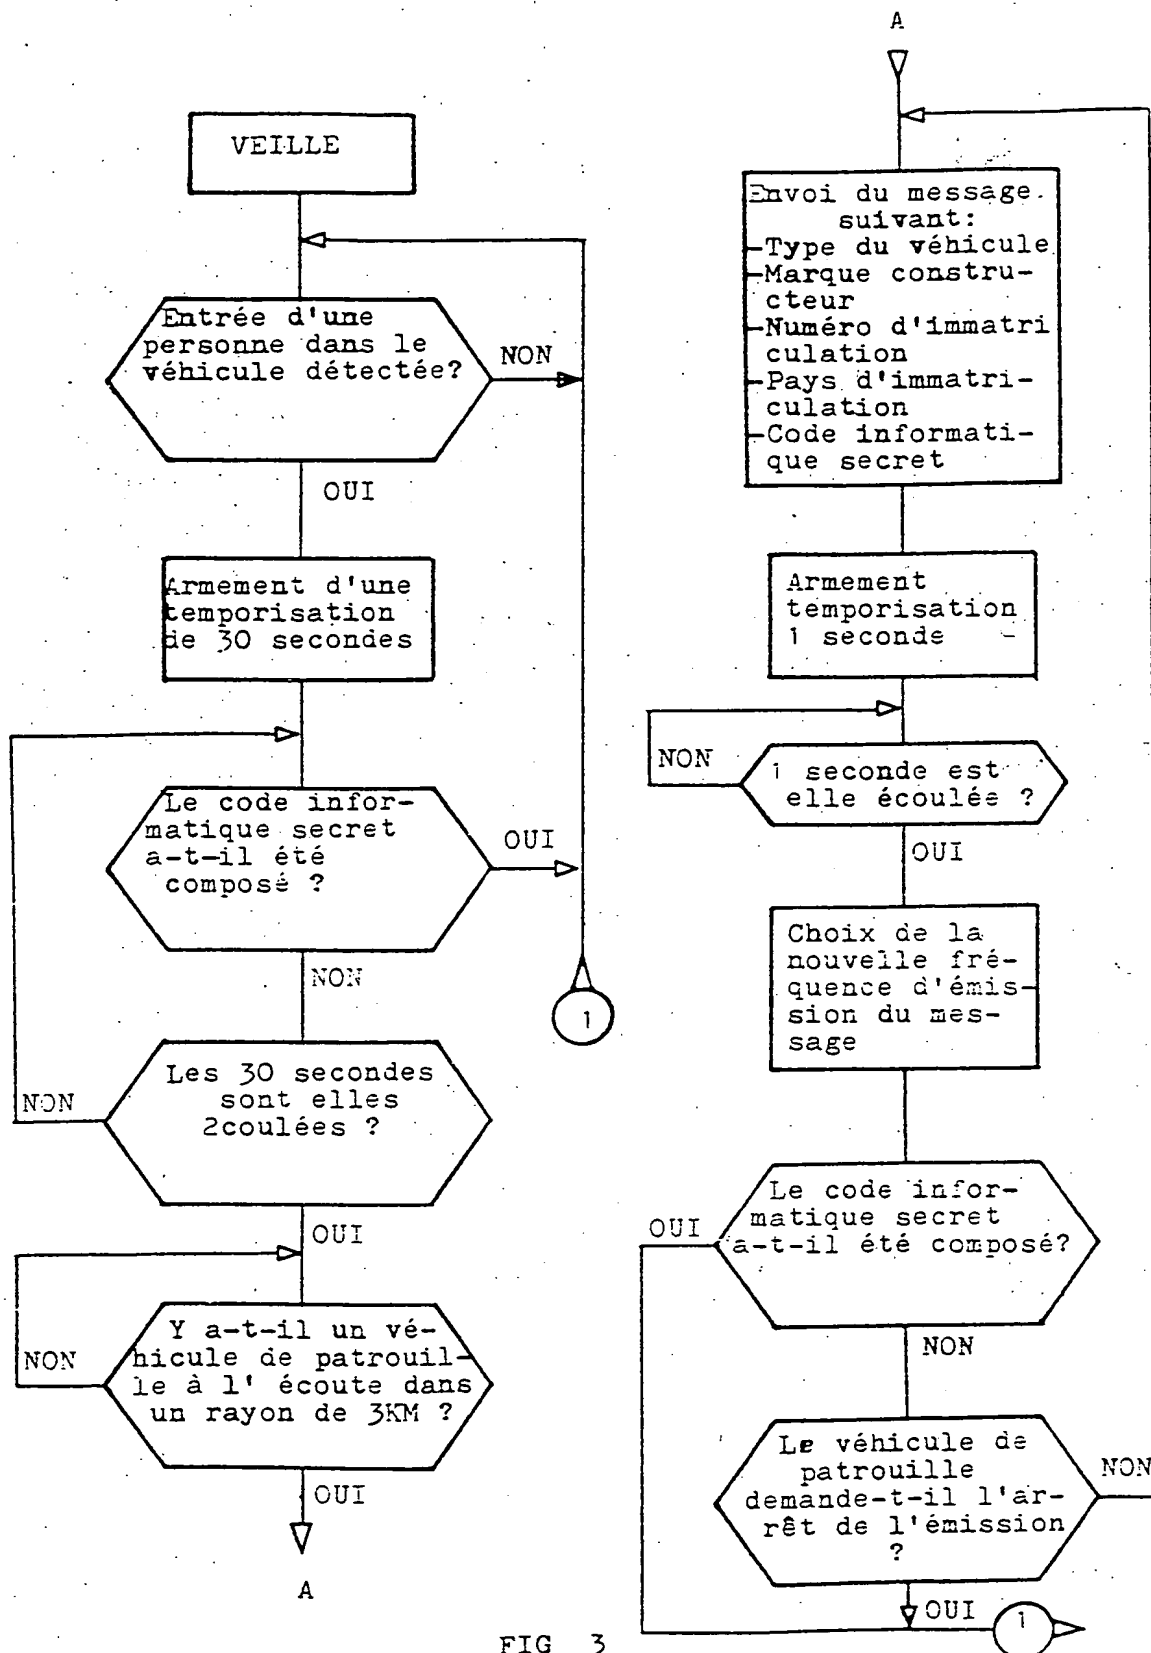 VEILLE
Entrée d'une
personne dans le
véhicule détectée?
NON
OUI
Armement d'une
temporisation
de 30 secondes
Le code infor-
matique secret
a-t-il été
composé ?
OUI
NON
1
Les 30 secondes
sont elles
2coulées ?
NON
OUI
Y a-t-il un vé-
hicule de patrouil-
le à l' écoute dans
un rayon de 3KM ?
NON
OUI
A
A
Envoi du message
suivant:
-Type du véhicule
-Marque constru-
cteur
-Numéro d'immatri
culation
-Pays d'immatri-
culation
-Code informati-
que secret
Armement
temporisation
1 seconde
NON
1 seconde est
elle écoulée ?
OUI
Choix de la
nouvelle fré-
quence d'émis-
sion du mes-
sage
Le code infor-
matique secret
a-t-il été composé?
OUI
NON
Le véhicule de
patrouille
demande-t-il l'ar-
rêt de l'émission
?
NON
OUI
1
FIG 3